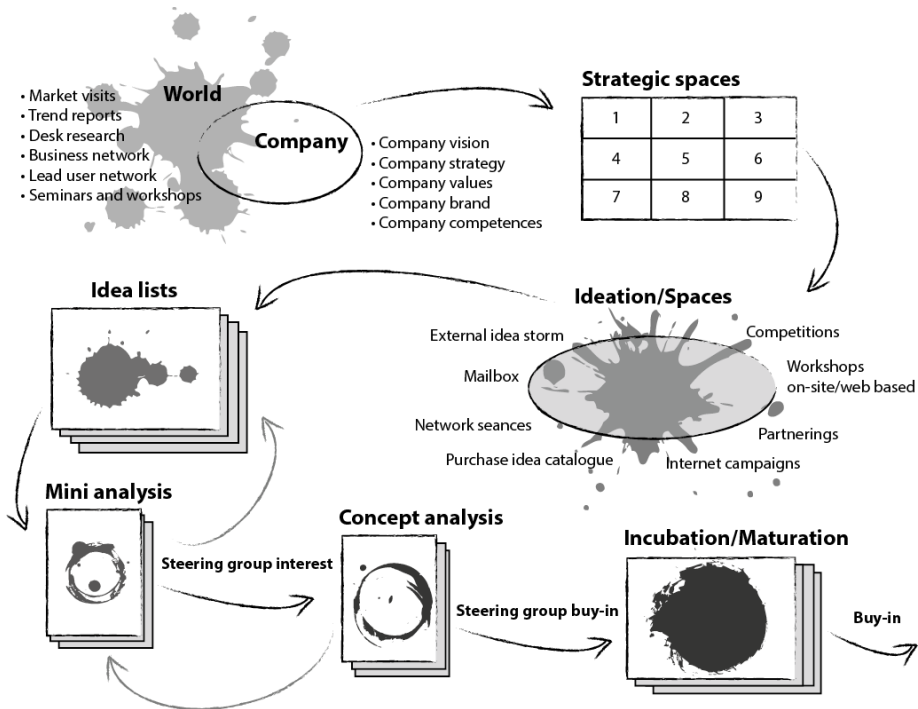 World
• Market visits
• Trend reports
• Desk research
• Business network
• Lead user network
• Seminars and workshops
Company
• Company vision
• Company strategy
• Company values
• Company brand
• Company competences
Strategic spaces
1 2 3
4 5 6
7 8 9
Ideation/Spaces
External idea storm
Mailbox
Network seances
Purchase idea catalogue
Competitions
Workshops
on-site/web based
Partnerings
Internet campaigns
Idea lists
Mini analysis
Steering group interest
Concept analysis
Steering group buy-in
Incubation/Maturation
Buy-in